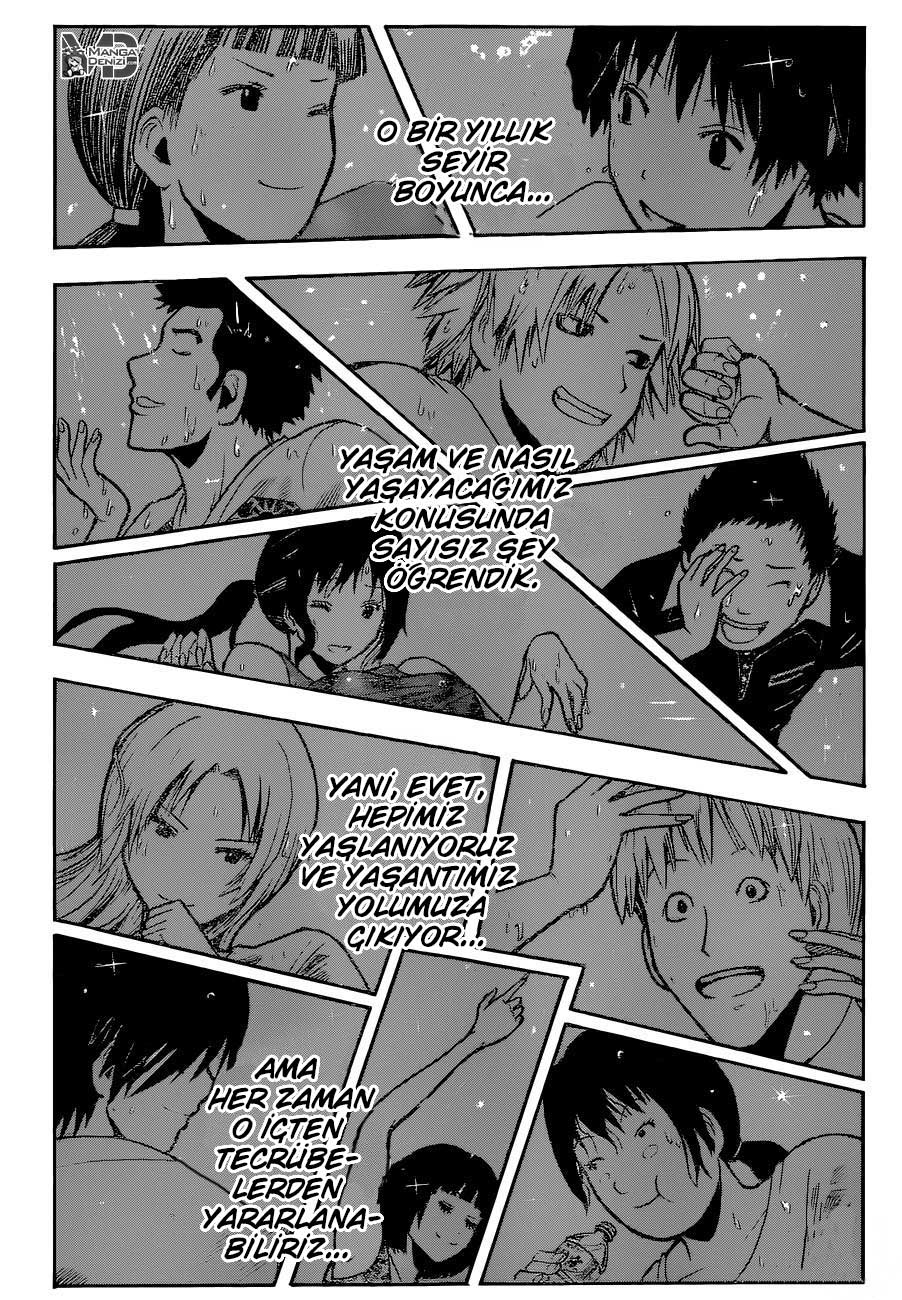 MANGA
DENİZİ
O BİR YILLIK
SEYİR
BOYUNCA...
YAŞAM VE NASIL
YAŞAYACAĞIMIZ
KONUSUNDA
SAYISIZ ŞEY
ÖĞRENDİK.
YANİ, EVET,
HEPİMİZ
YAŞLANIYORUZ
VE YAŞANTIMIZ
YOLUMUZA
ÇIKIYOR...
AMA
HER ZAMAN
O İÇTEN
TECRÜBE-
LERDEN
YARARLANA-
BİLİRİZ...